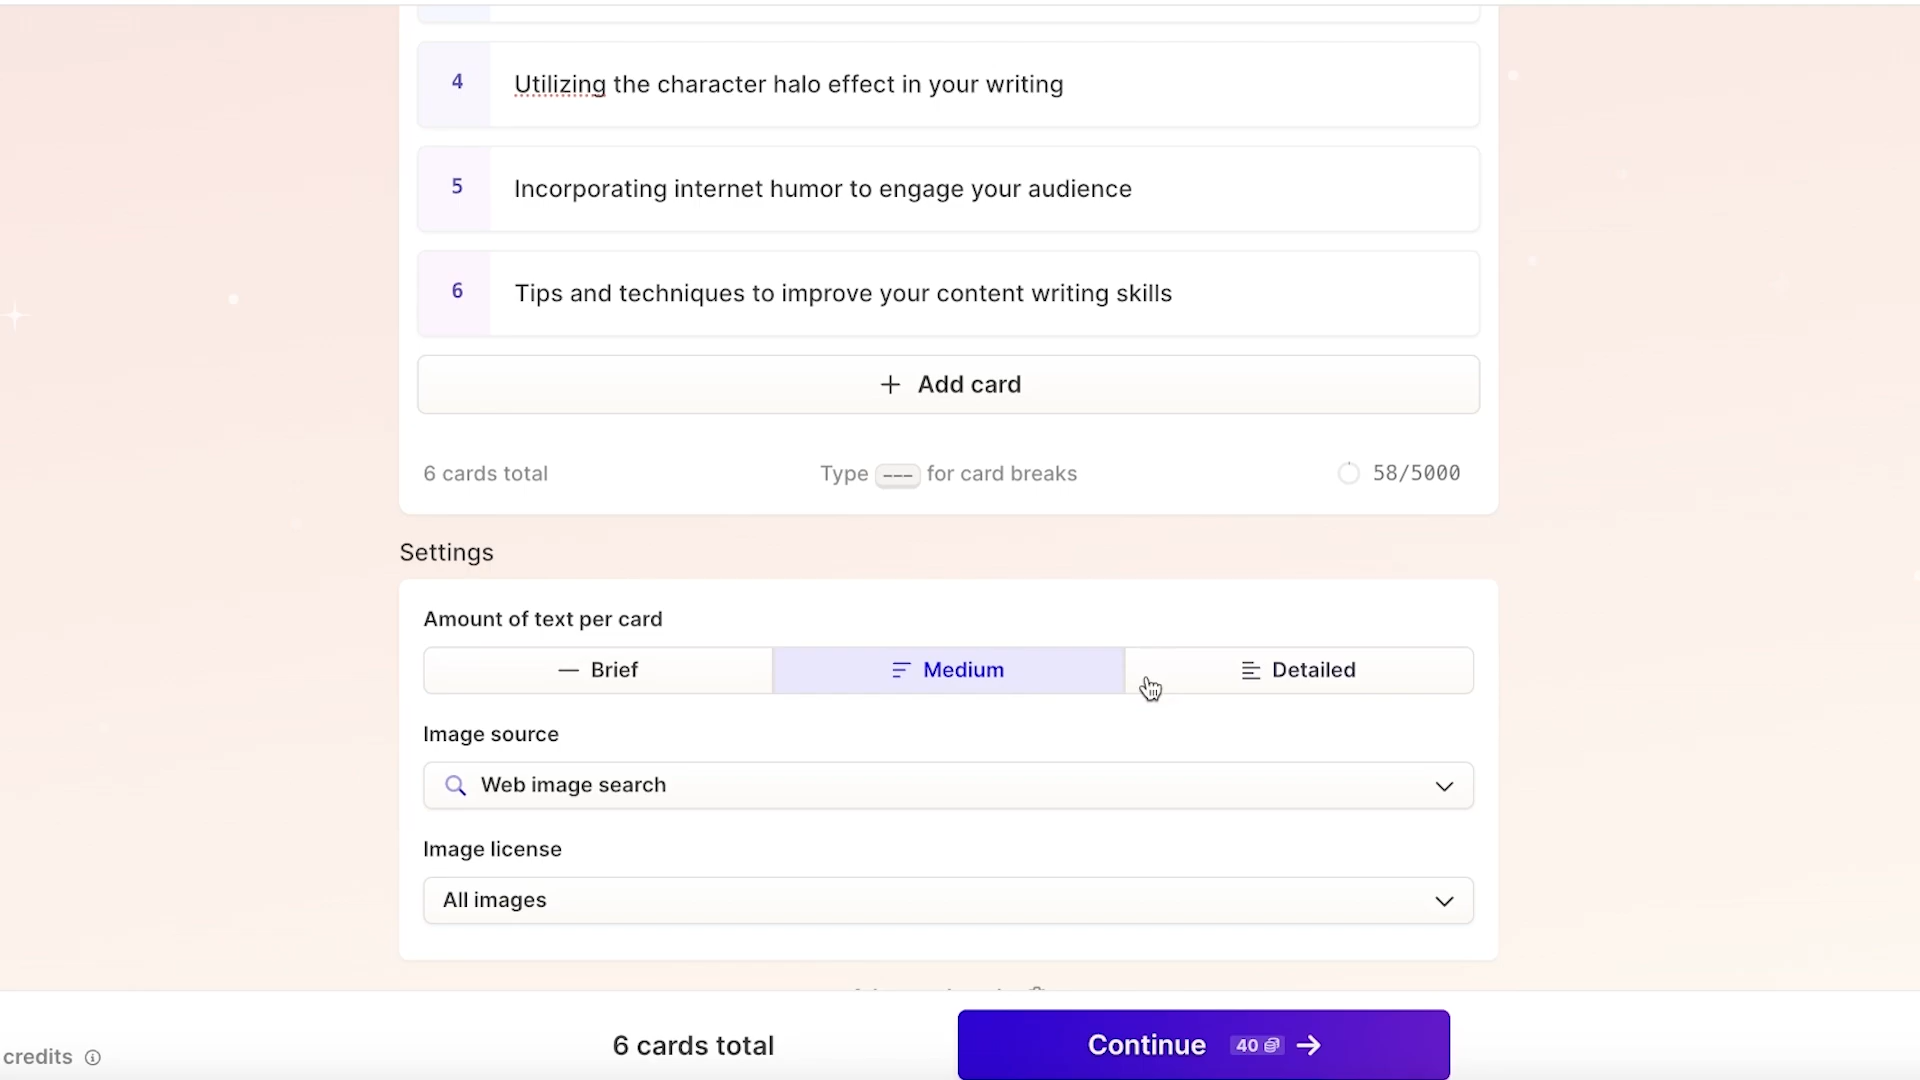 4 Utilizing the character halo effect in your writing
5 Incorporating internet humor to engage your audience
6 Tips and techniques to improve your content writing skills
+ Add card
6 cards total Type --- for card breaks 58/5000
Settings
Amount of text per card
Brief Medium Detailed
Image source
Web image search
Image license
All images
credits 6 cards total Continue 40